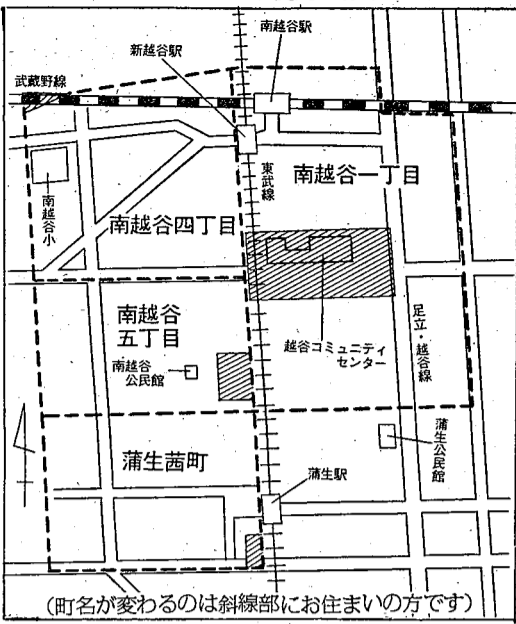 南越谷駅
新越谷駅
武蔵野線
東武線
南越谷一丁目
南越谷小
南越谷四丁目
南越谷
五丁目
足立・越谷線
越谷コミュニティ
センター
南越谷
公民館
蒲生公民館
蒲生茜町
蒲生駅
(町名が変わるのは斜線部にお住まいの方です)